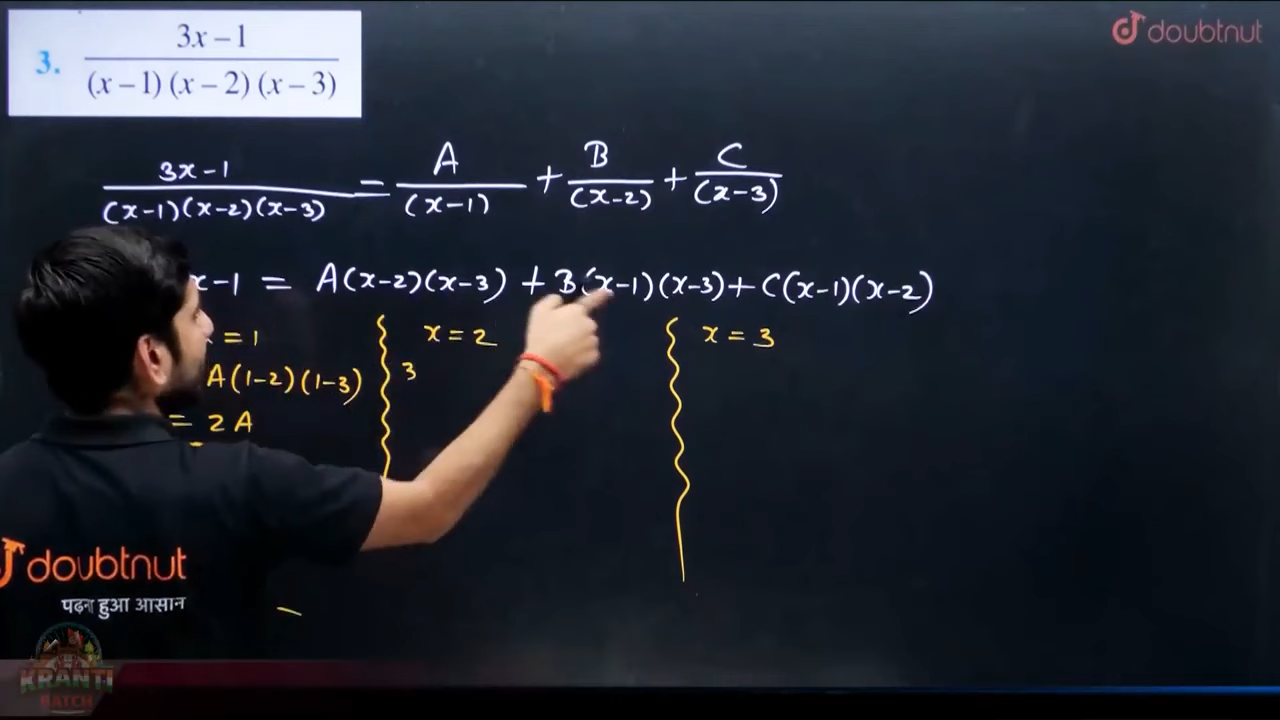 3. 3x – 1
(x – 1) (x – 2) (x – 3)
doubtnut
3x-1 / (x-1)(x-2)(x-3) = A / (x-1) + B / (x-2) + C / (x-3)
x-1 = A(x-2)(x-3) + B(x-1)(x-3) + C(x-1)(x-2)
= 1
x = 2
x = 3
A(1-2)(1-3)
3
= 2A
doubtnut
पढ़ना हुआ आसान
KRANTI
BATCH